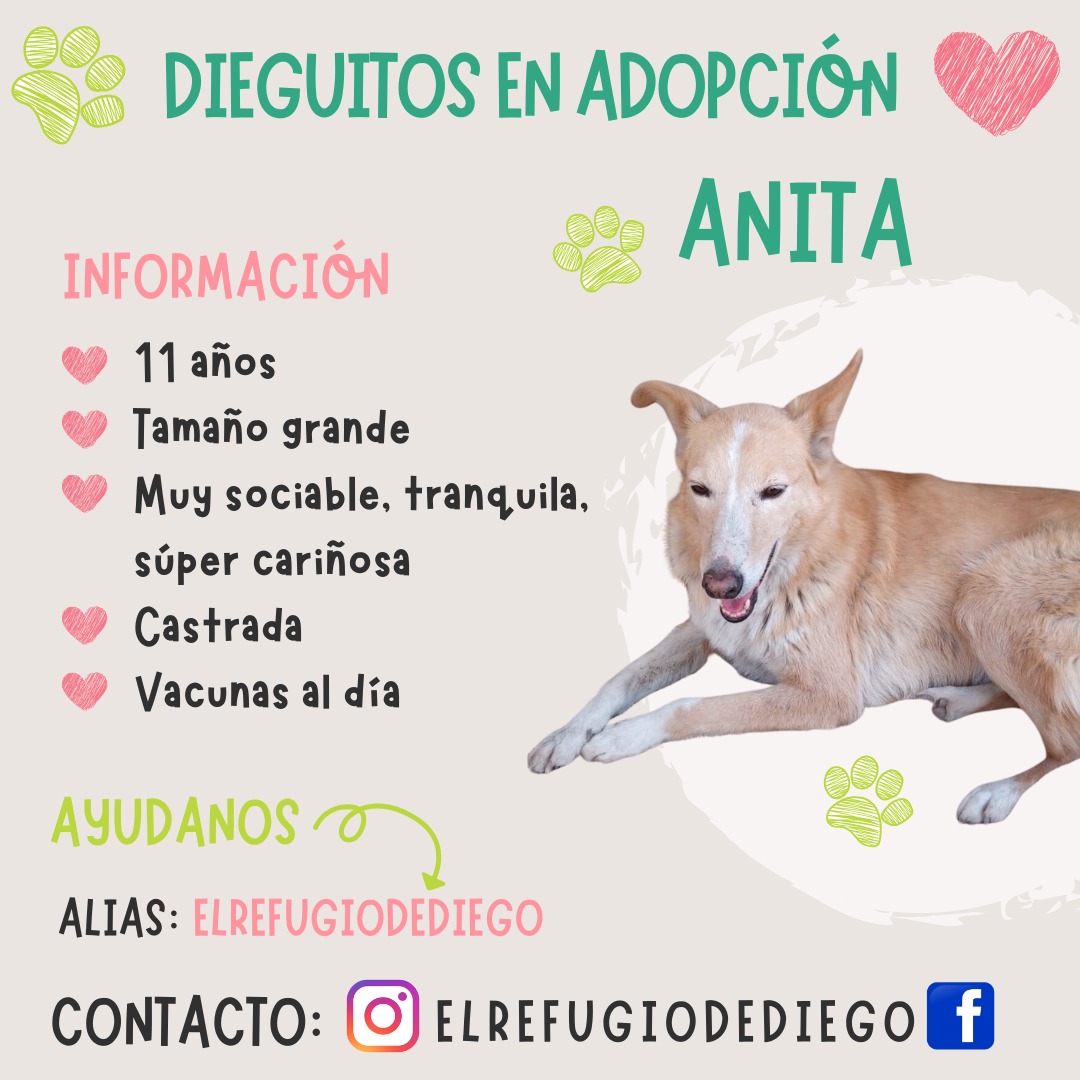 DIEGUITOS EN ADOPCIÓN
ANITA
INFORMACIÓN
11 años
Tamaño grande
Muy sociable, tranquila,
súper cariñosa
Castrada
Vacunas al día
AYUDANOS
ALIAS: ELREFUGIODEDIEGO
CONTACTO: ELREFUGIODEDIEGO f